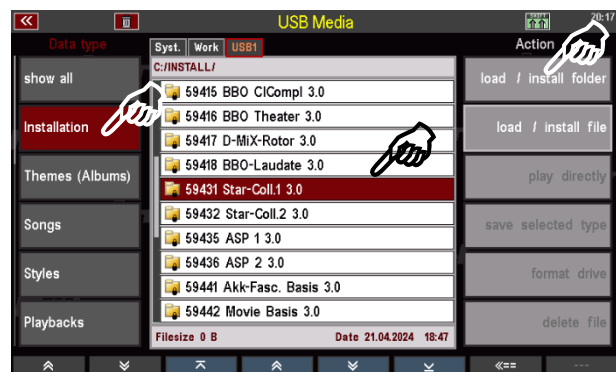 USB Media
20:17
Data type
Syst. Work USB1
Action
C:/INSTALL/
show all
Installation
Themes (Albums)
Songs
Styles
Playbacks
59415 BBO ClCompl 3.0
59416 BBO Theater 3.0
59417 D-MiX-Rotor 3.0
59418 BBO-Laudate 3.0
59431 Star-Coll.1 3.0
59432 Star-Coll.2 3.0
59435 ASP 1 3.0
59436 ASP 2 3.0
59441 Akk-Fasc. Basis 3.0
59442 Movie Basis 3.0
Filesize 0 B Date 21.04.2024 18:47
load / install folder
load / install file
play directly
save selected type
format drive
delete file
«==
---